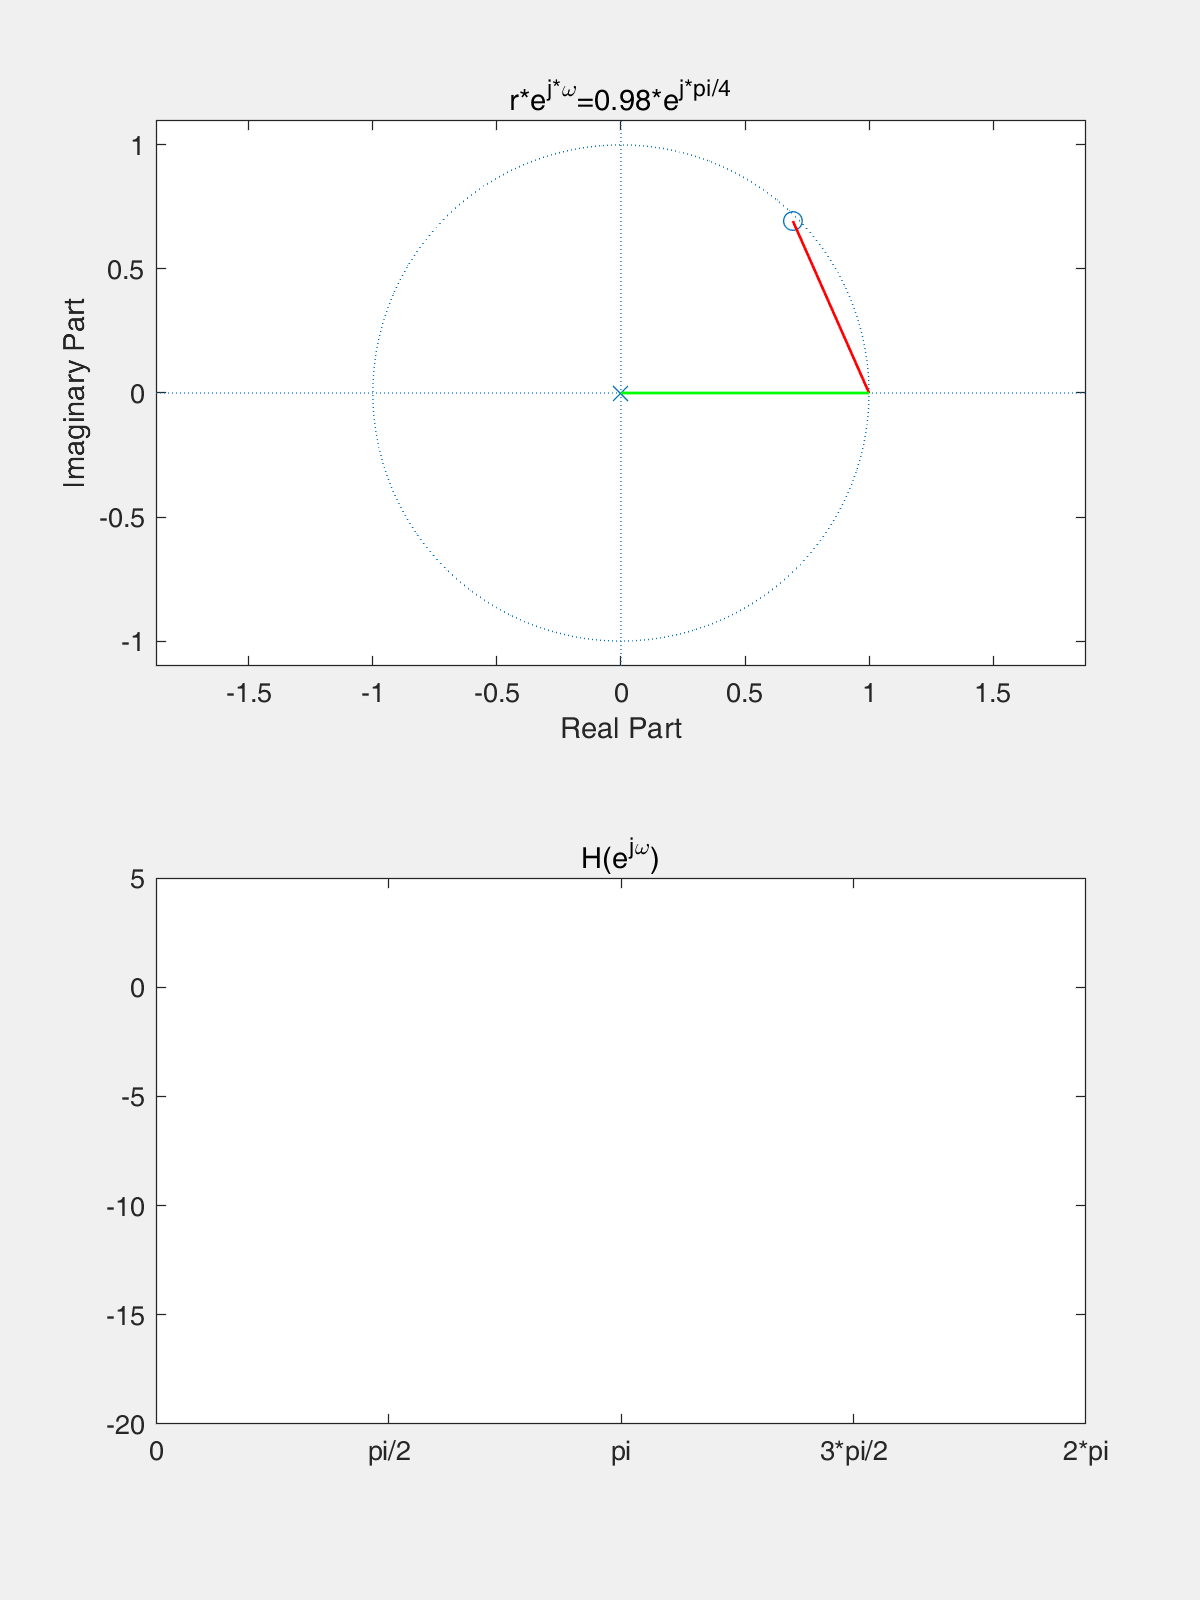 r*e^j*ω=0.98*e^j*pi/4
1
0.5
0
-0.5
-1
Imaginary Part
-1.5 -1 -0.5 0 0.5 1 1.5
Real Part
H(e^jω)
5
0
-5
-10
-15
-20
0 pi/2 pi 3*pi/2 2*pi